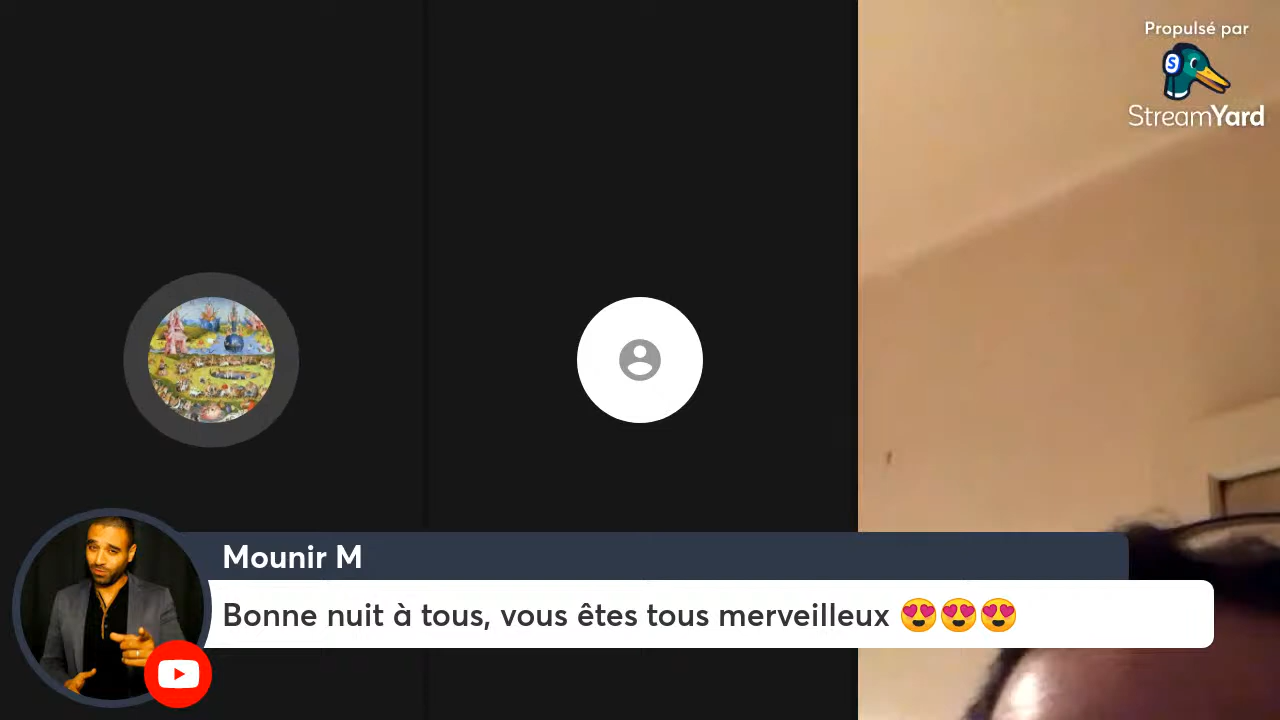 Propulsé par
StreamYard
Mounir M
Bonne nuit à tous, vous êtes tous merveilleux 😍😍😍